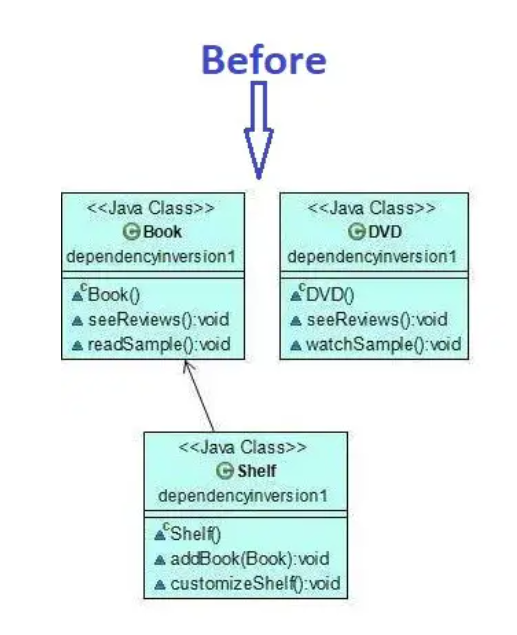 Before
<<Java Class>>
Book
dependencyinversion1
Book()
seeReviews():void
readSample():void
<<Java Class>>
DVD
dependencyinversion1
DVD()
seeReviews():void
watchSample():void
<<Java Class>>
Shelf
dependencyinversion1
Shelf()
addBook(Book):void
customizeShelf():void